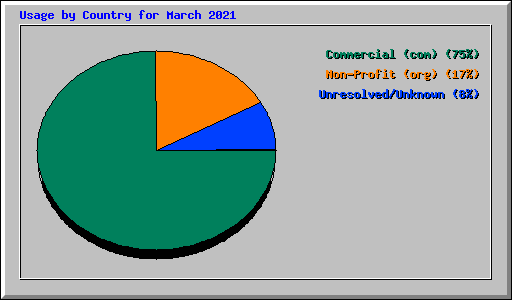 Usage by Country for March 2021
Commercial (com) (75%)
Non-Profit (org) (17%)
Unresolved/Unknown (8%)